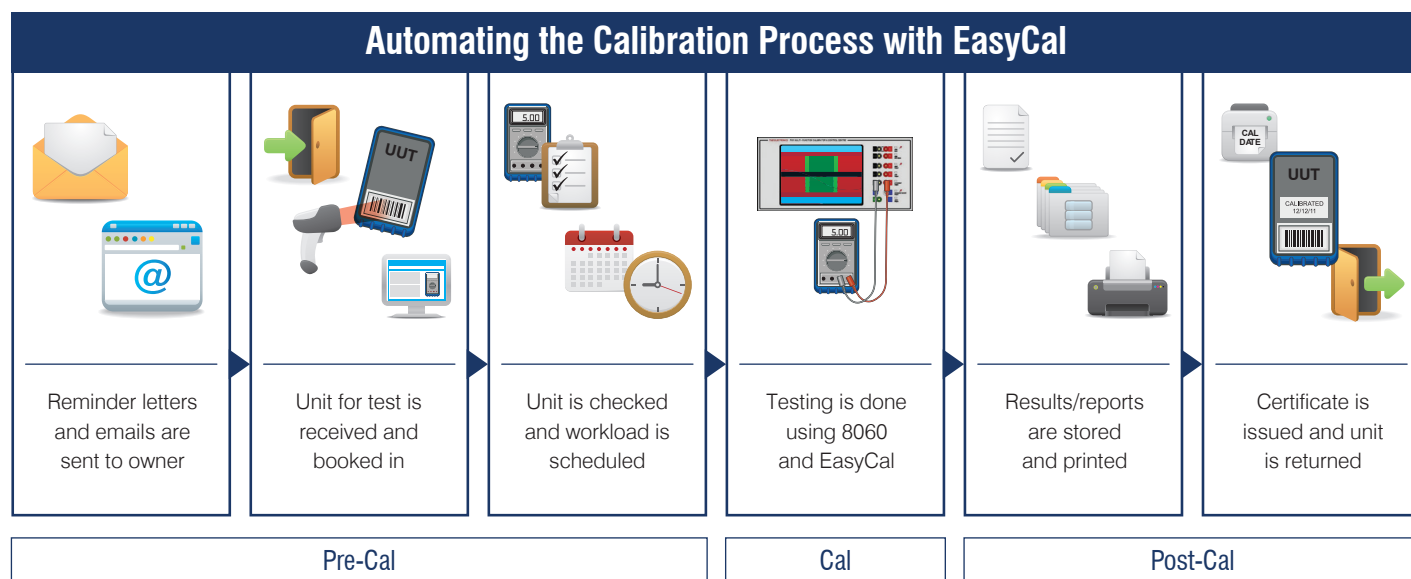 Automating the Calibration Process with EasyCal
@
UUT
5.00
5.00
CAL
DATE
UUT
CALIBRATED
12/12/11
Reminder letters
and emails are
sent to owner
Unit for test is
received and
booked in
Unit is checked
and workload is
scheduled
Testing is done
using 8060
and EasyCal
Results/reports
are stored
and printed
Certificate is
issued and unit
is returned
Pre-Cal
Cal
Post-Cal